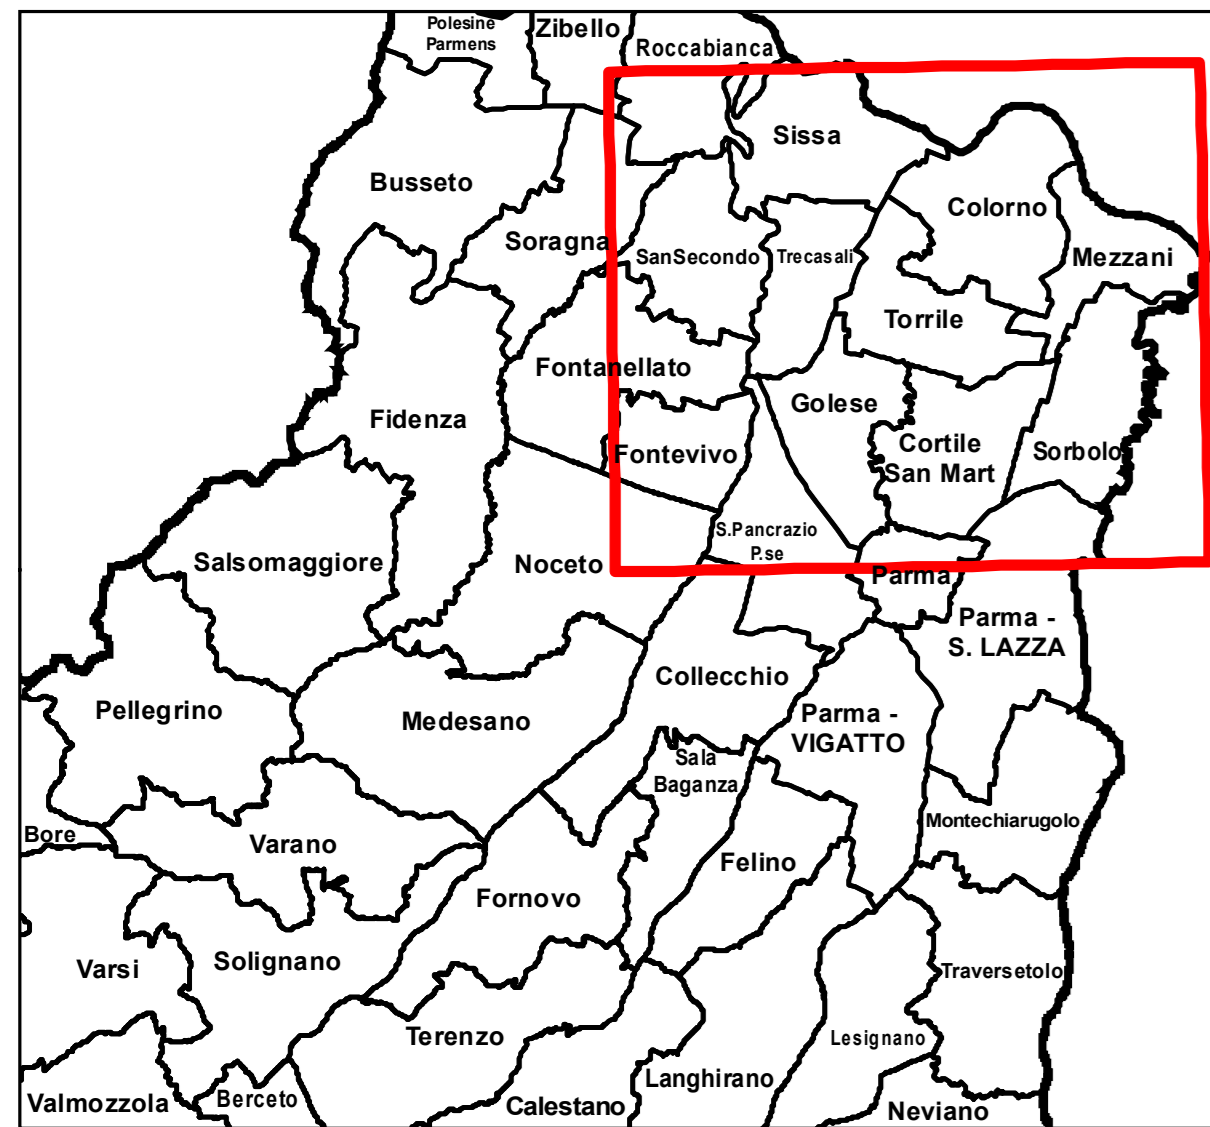 Polesine
Parmens
Zibello
Roccabianca
Sissa
Busseto
Colorno
Soragna
SanSecondo
Trecasali
Mezzani
Torrile
Fontanellato
Golese
Fidenza
Cortile
San Mart
Fontevivo
Sorbolo
S.Pancrazio
P.se
Salsomaggiore
Noceto
Parma
Parma -
S. LAZZA
Collecchio
Pellegrino
Medesano
Parma -
VIGATTO
Sala
Baganza
Montechiarugolo
Bore
Varano
Felino
Fornovo
Solignano
Varsi
Traversetolo
Terenzo
Lesignano
Langhirano
Valmozzola
Berceto
Calestano
Neviano